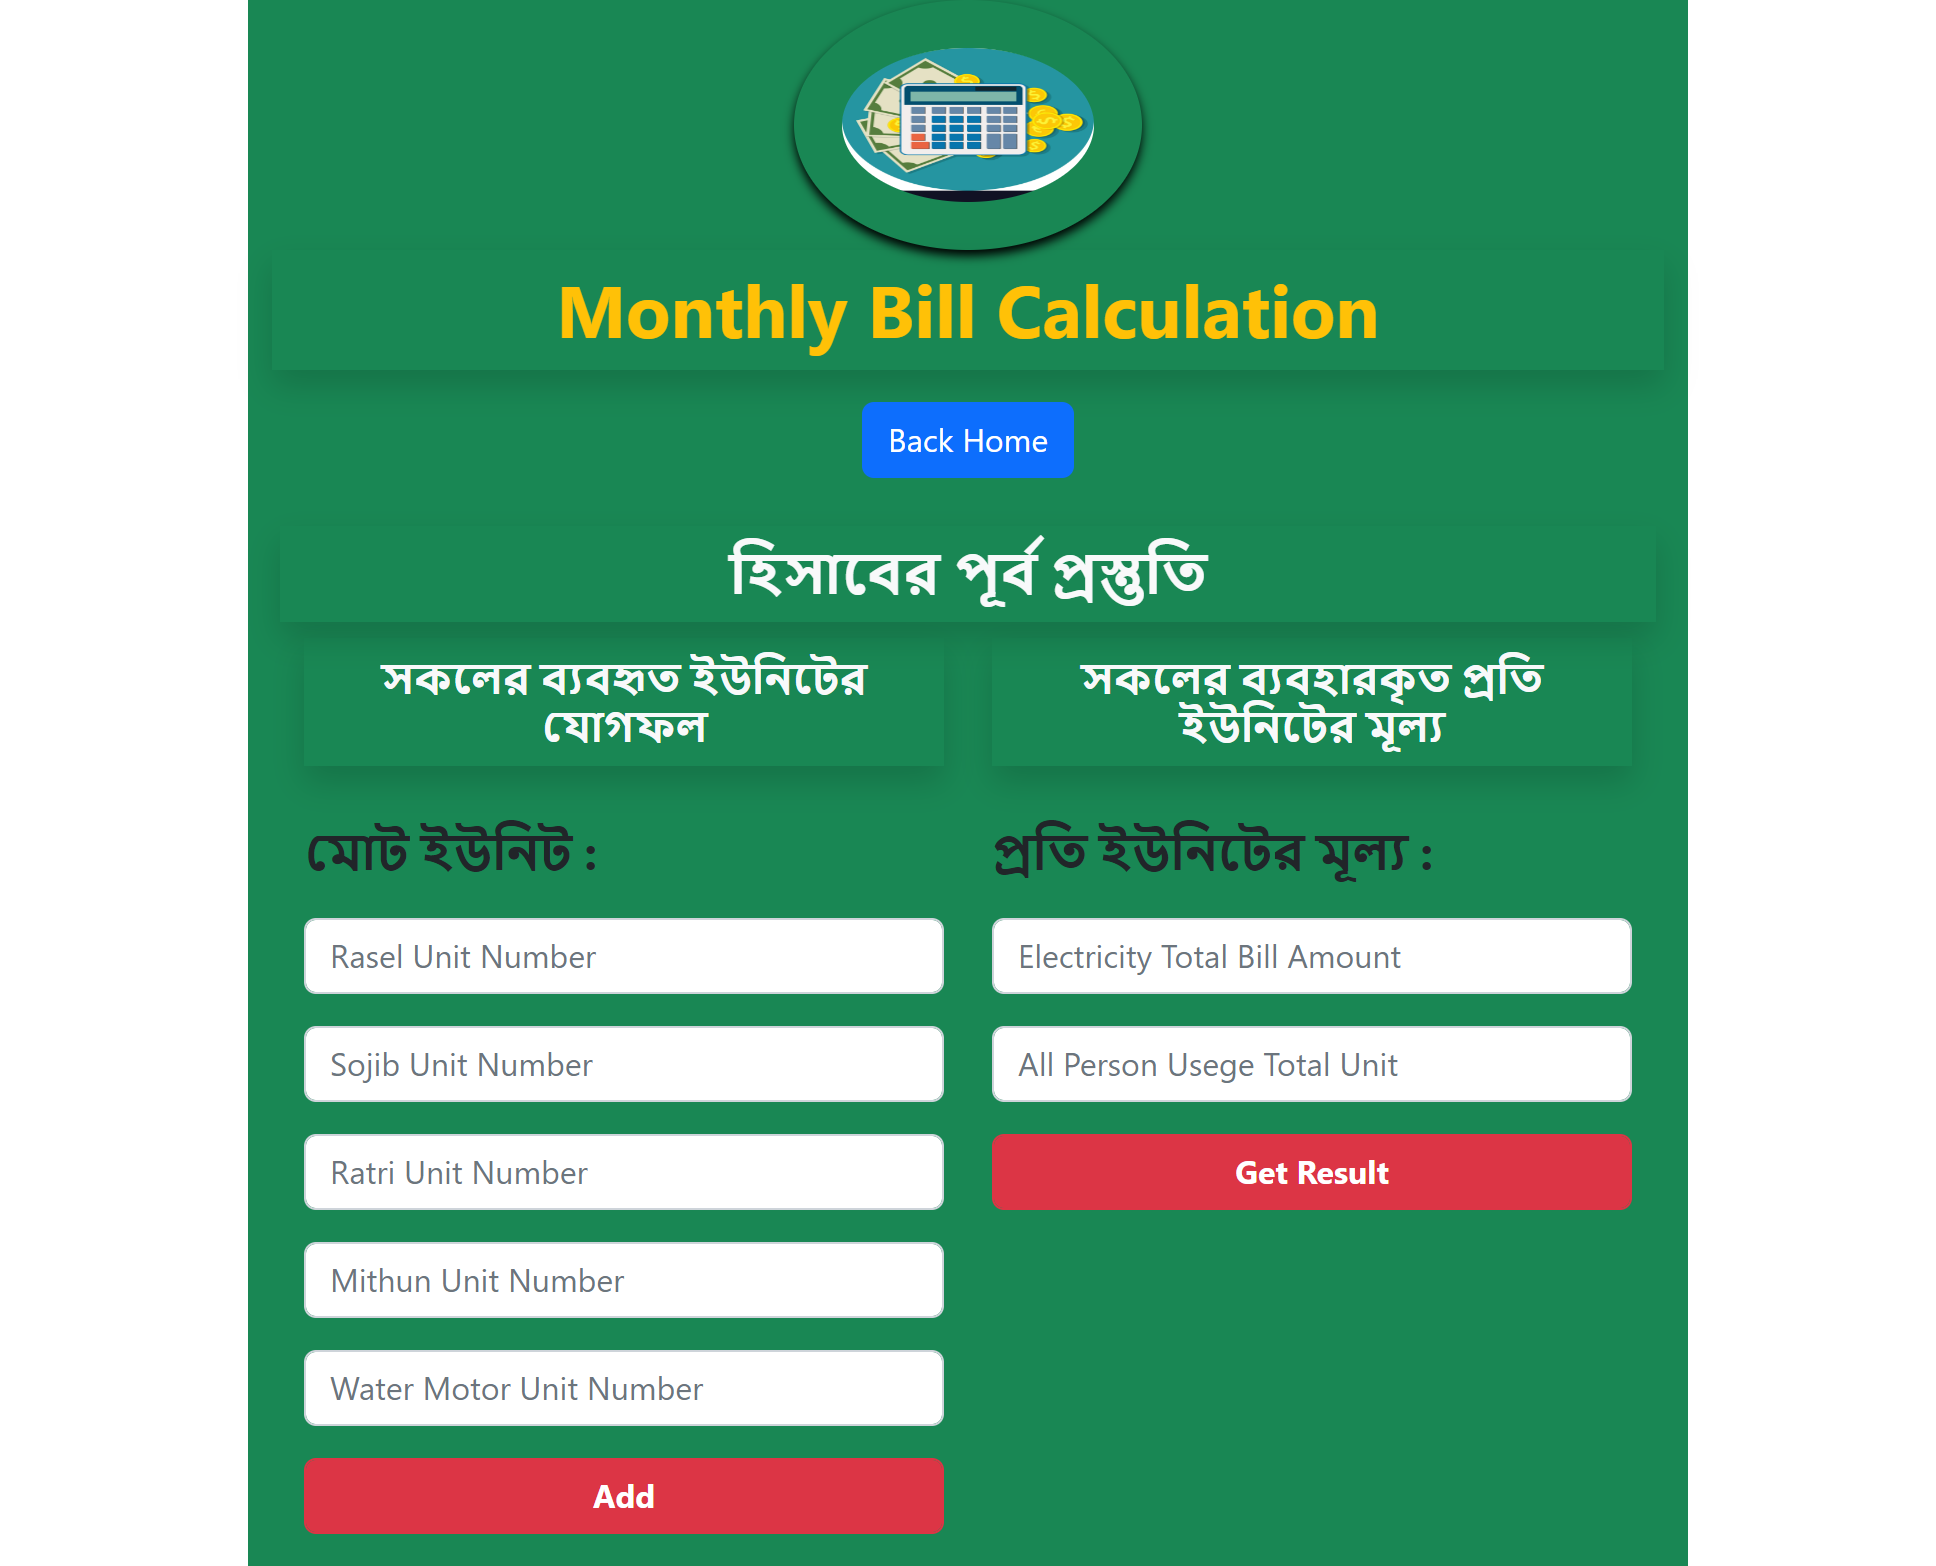 Monthly Bill Calculation
Back Home
হিসাবের পূর্ব প্রস্তুতি
সকলের ব্যবহৃত ইউনিটের
যোগফল
মোট ইউনিট :
Rasel Unit Number
Sojib Unit Number
Ratri Unit Number
Mithun Unit Number
Water Motor Unit Number
Add
সকলের ব্যবহারকৃত প্রতি
ইউনিটের মূল্য
প্রতি ইউনিটের মূল্য :
Electricity Total Bill Amount
All Person Usege Total Unit
Get Result